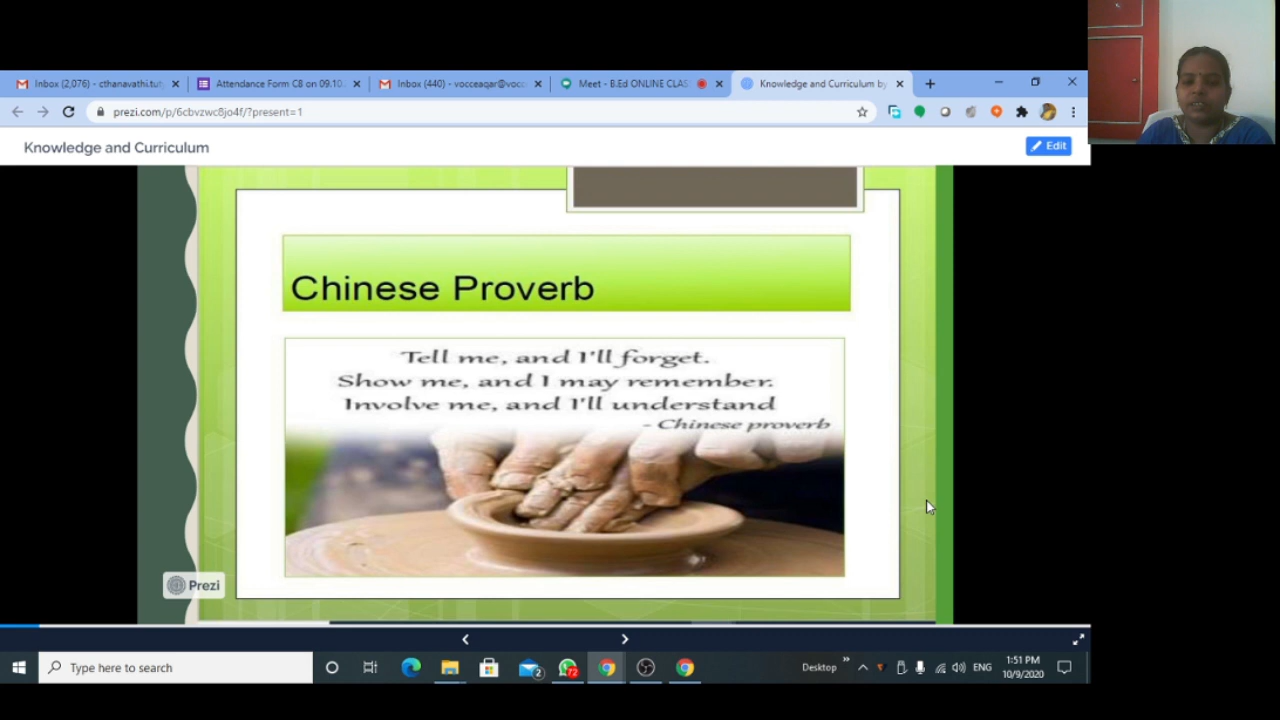 Inbox (2,076) - cthanavathi.tut
Attendance Form C8 on 09.10.
Inbox (440) - vocceaqar@voc
Meet - B.Ed ONLINE CLAS
Knowledge and Curriculum by
prezi.com/p/6cbvzwc8jo4f/?present=1
Knowledge and Curriculum
Edit
Chinese Proverb
Tell me, and I'll forget.
Show me, and I may remember.
Involve me, and I'll understand
- Chinese proverb
Prezi
Type here to search
2
72
Desktop
ENG
1:51 PM
10/9/2020